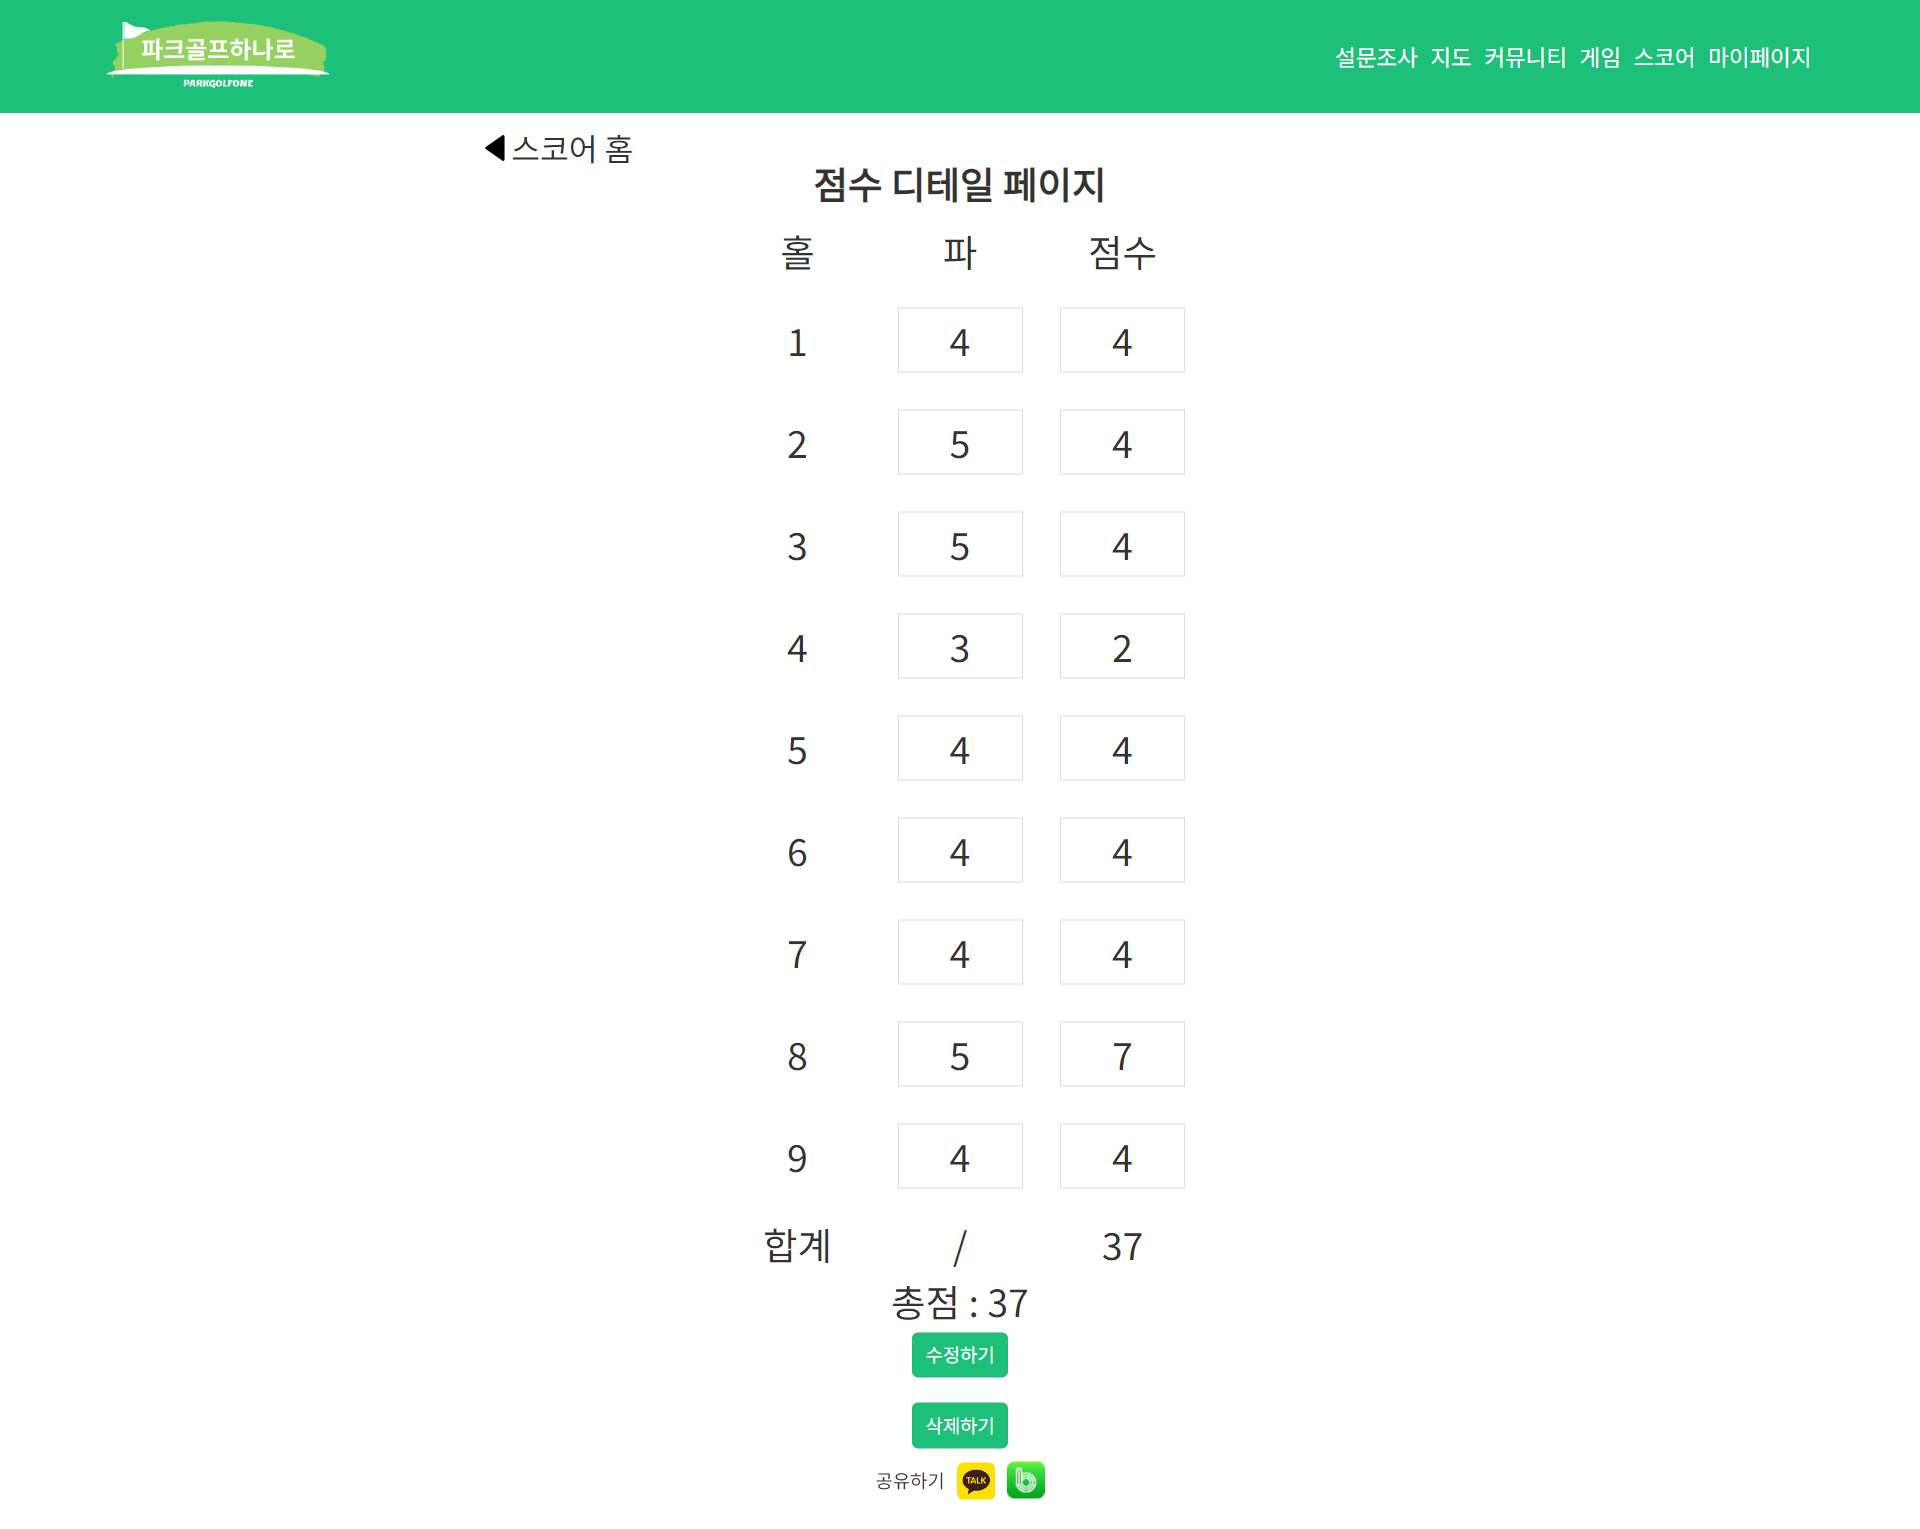 파크골프하나로
PARKGOLFONE
설문조사 지도 커뮤니티 게임 스코어 마이페이지
스코어 홈
점수 디테일 페이지
홀 파 점수
1 4 4
2 5 4
3 5 4
4 3 2
5 4 4
6 4 4
7 4 4
8 5 7
9 4 4
합계 / 37
총점 : 37
수정하기
삭제하기
공유하기 TALK b